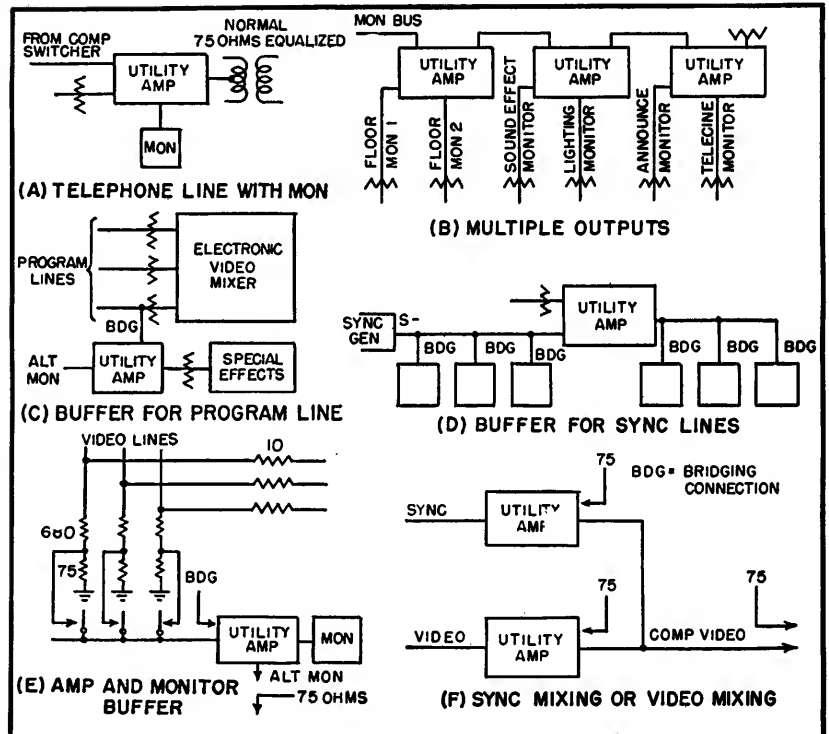 FROM COMP
SWITCHER
NORMAL
75 OHMS EQUALIZED
UTILITY
AMP
MON
(A) TELEPHONE LINE WITH MON
MON BUS
UTILITY
AMP
UTILITY
AMP
UTILITY
AMP
FLOOR
MON 1
FLOOR
MON 2
SOUND EFFECT
MONITOR
LIGHTING
MONITOR
ANNOUNCE
MONITOR
TELECINE
MONITOR
(B) MULTIPLE OUTPUTS
PROGRAM
LINES
ELECTRONIC
VIDEO
MIXER
BDG
ALT
MON
UTILITY
AMP
SPECIAL
EFFECTS
(C) BUFFER FOR PROGRAM LINE
SYNC
GEN
S-
UTILITY
AMP
BDG
BDG
BDG
BDG
BDG
BDG
(D) BUFFER FOR SYNC LINES
VIDEO LINES
10
680
75
BDG
UTILITY
AMP
MON
ALT MON
75 OHMS
(E) AMP AND MONITOR
BUFFER
75
BDG= BRIDGING
CONNECTION
SYNC
UTILITY
AMP
75
75
VIDEO
UTILITY
AMP
COMP VIDEO
(F) SYNC MIXING OR VIDEO MIXING